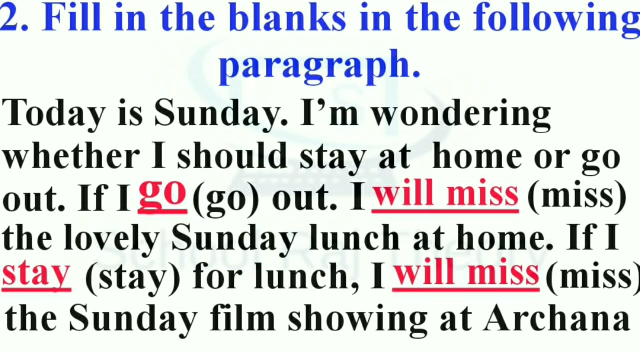 2. Fill in the blanks in the following
paragraph.
Today is Sunday. I'm wondering
whether I should stay at home or go
out. If I go (go) out. I will miss (miss)
the lovely Sunday lunch at home. If I
stay (stay) for lunch, I will miss (miss)
the Sunday film showing at Archana